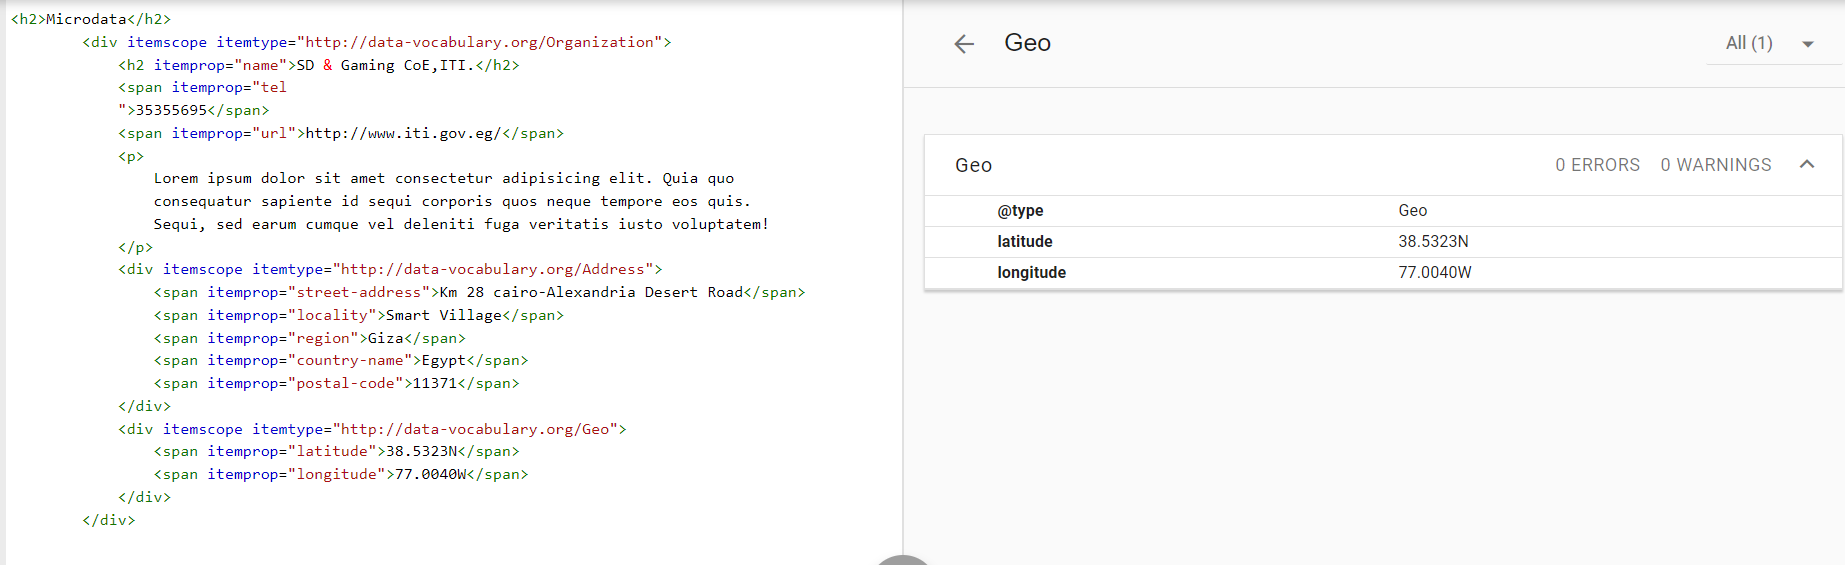 <h2>Microdata</h2>
<div itemscope itemtype="http://data-vocabulary.org/Organization">
<h2 itemprop="name">SD & Gaming CoE,ITI.</h2>
<span itemprop="tel
">35355695</span>
<span itemprop="url">http://www.iti.gov.eg/</span>
<p>
Lorem ipsum dolor sit amet consectetur adipisicing elit. Quia quo
consequatur sapiente id sequi corporis quos neque tempore eos quis.
Sequi, sed earum cumque vel deleniti fuga veritatis iusto voluptatem!
</p>
<div itemscope itemtype="http://data-vocabulary.org/Address">
<span itemprop="street-address">Km 28 cairo-Alexandria Desert Road</span>
<span itemprop="locality">Smart Village</span>
<span itemprop="region">Giza</span>
<span itemprop="country-name">Egypt</span>
<span itemprop="postal-code">11371</span>
</div>
<div itemscope itemtype="http://data-vocabulary.org/Geo">
<span itemprop="latitude">38.5323N</span>
<span itemprop="longitude">77.0040W</span>
</div>
</div>
Geo
All (1)
Geo 0 ERRORS 0 WARNINGS
@type Geo
latitude 38.5323N
longitude 77.0040W